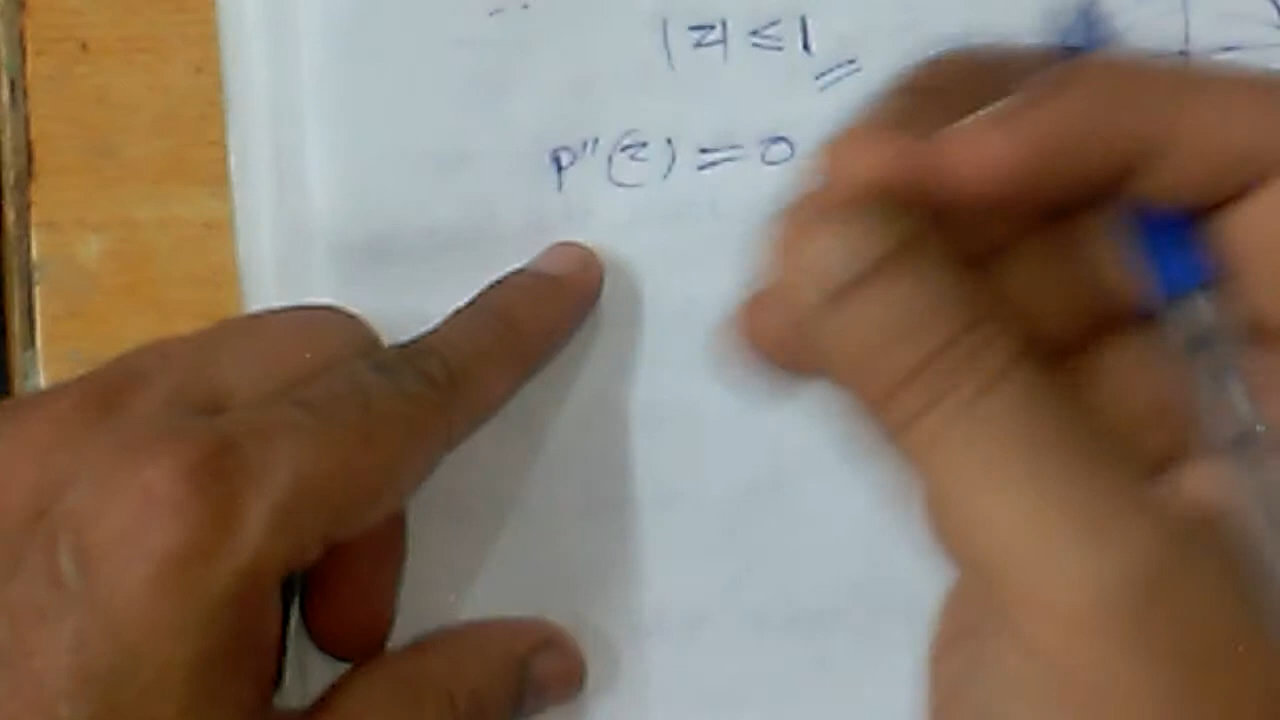 |z| ≤ 1
p''(z) = 0